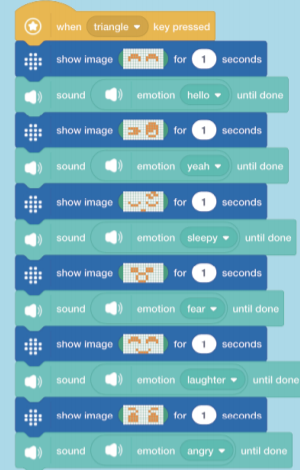 when triangle key pressed
show image for 1 seconds
sound emotion hello until done
show image for 1 seconds
sound emotion yeah until done
show image for 1 seconds
sound emotion sleepy until done
show image for 1 seconds
sound emotion fear until done
show image for 1 seconds
sound emotion laughter until done
show image for 1 seconds
sound emotion angry until done